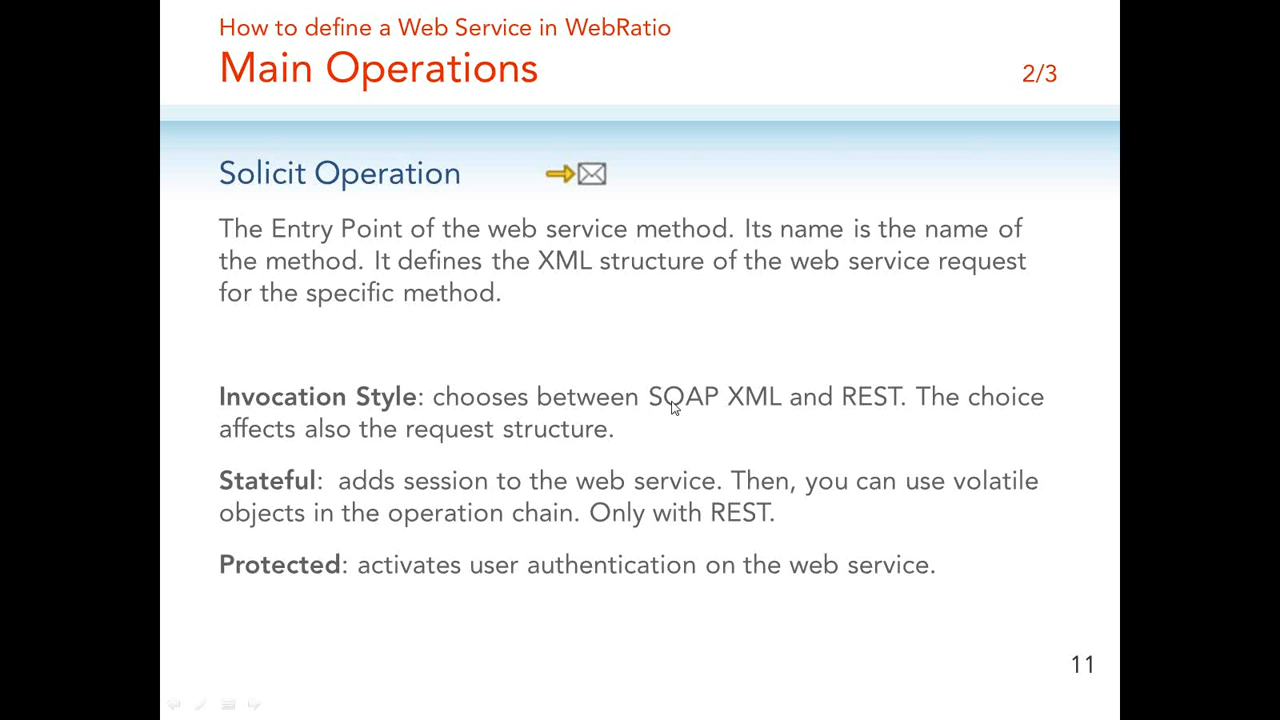 How to define a Web Service in WebRatio
Main Operations
2/3
Solicit Operation
The Entry Point of the web service method. Its name is the name of
the method. It defines the XML structure of the web service request
for the specific method.
Invocation Style: chooses between SOAP XML and REST. The choice
affects also the request structure.
Stateful: adds session to the web service. Then, you can use volatile
objects in the operation chain. Only with REST.
Protected: activates user authentication on the web service.
11